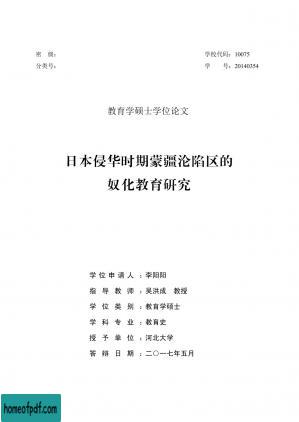 密 级： 学校代码：10075
分类号： 学 号：20140354
教育学硕士学位论文
日本侵华时期蒙疆沦陷区的
奴化教育研究
学位申请人：李阳阳
指导教师：吴洪成 教授
学位类别：教育学硕士
学科专业：教育史
授予单位：河北大学
答辩日期：二〇一七年五月
homeofpdf.com